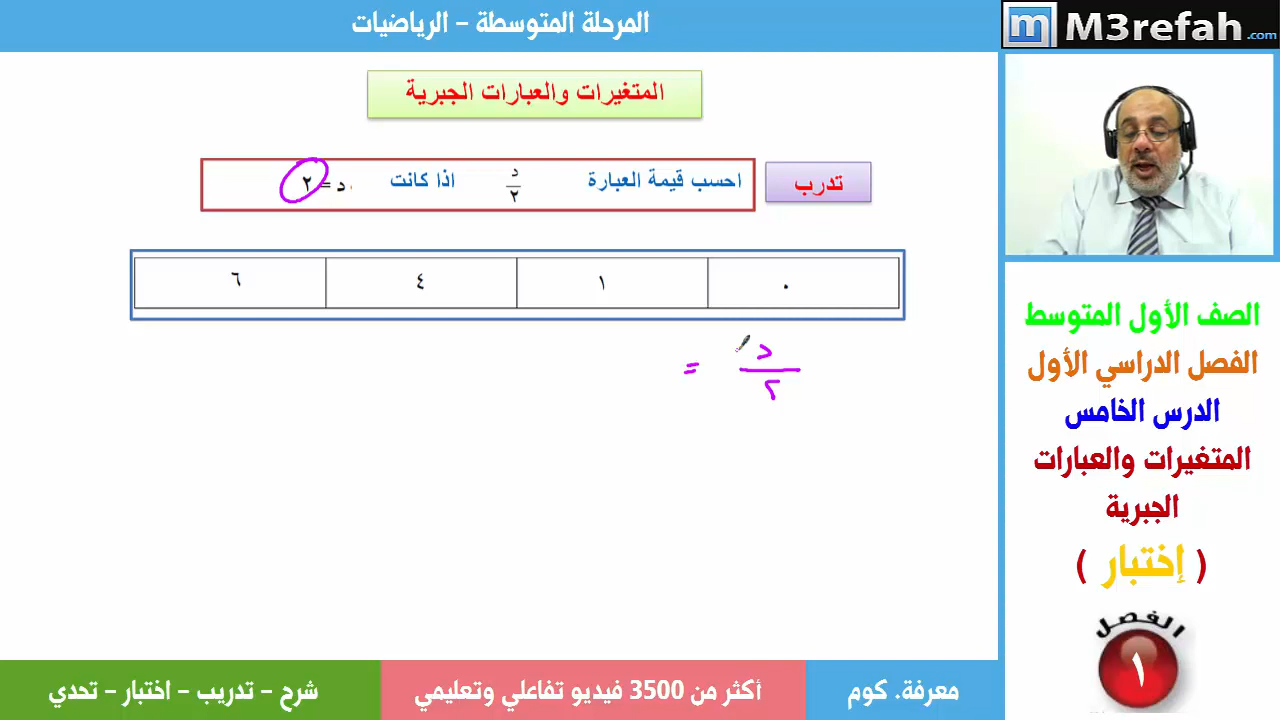 المرحلة المتوسطة – الرياضيات
m M3refah.com
المتغيرات والعبارات الجبرية
تدرب
احسب قيمة العبارة د/٢ اذا كانت د = ٢
٠ ١ ٤ ٦
د/٢ =
الصف الأول المتوسط
الفصل الدراسي الأول
الدرس الخامس
المتغيرات والعبارات
الجبرية
( إختبار )
الفصل
١
معرفة. كوم
أكثر من 3500 فيديو تفاعلي وتعليمي
شرح – تدريب – اختبار – تحدي